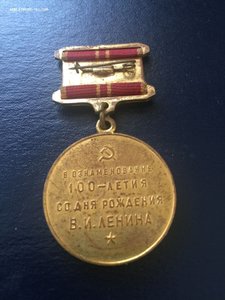 В ОЗНАМЕНОВАНИЕ
100-ЛЕТИЯ
СО ДНЯ РОЖДЕНИЯ
В.И.ЛЕНИНА